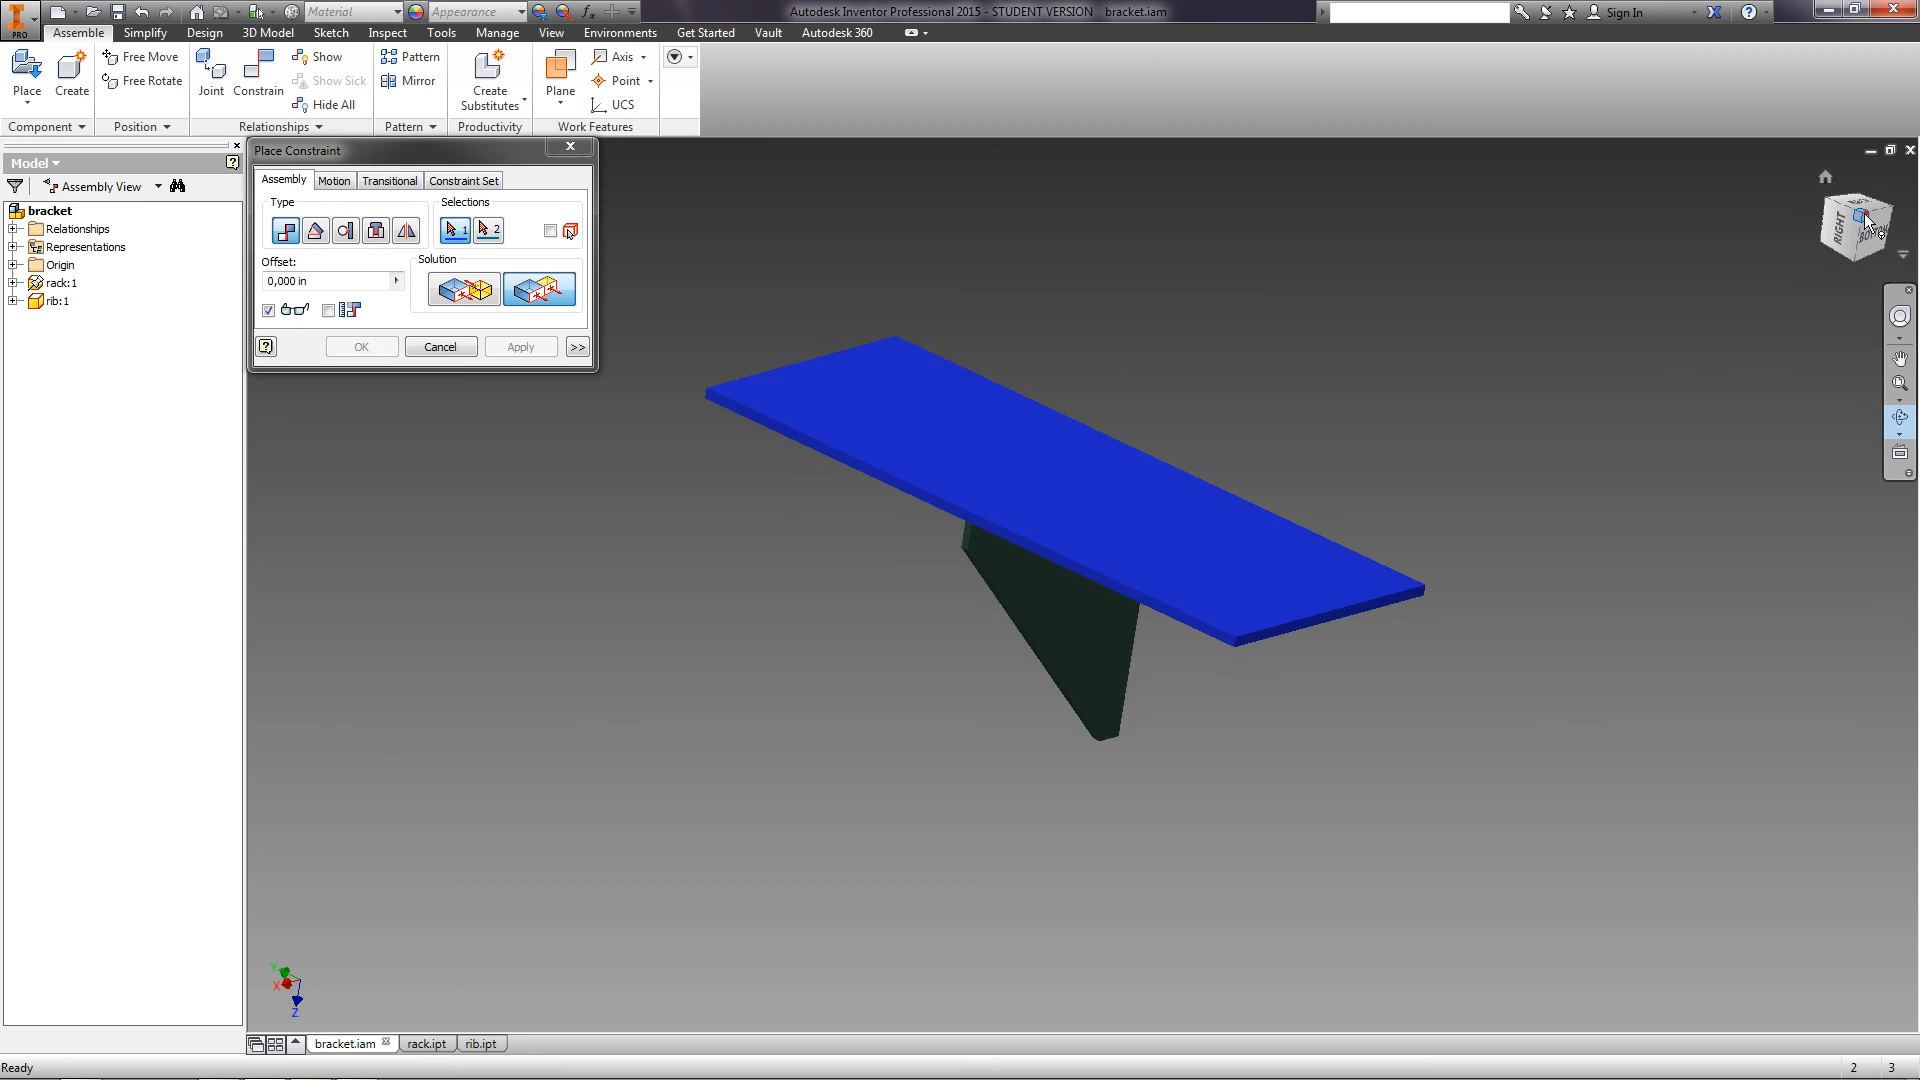 Material
Appearance
Autodesk Inventor Professional 2015 - STUDENT VERSION bracket.iam
Sign In
PRO
Assemble Simplify Design 3D Model Sketch Inspect Tools Manage View Environments Get Started Vault Autodesk 360
Place
Create
Free Move
Free Rotate
Joint
Constrain
Show
Show Sick
Hide All
Pattern
Mirror
Create
Substitutes
Plane
Axis
Point
UCS
Component
Position
Relationships
Pattern
Productivity
Work Features
Model
Assembly View
bracket
Relationships
Representations
Origin
rack:1
rib:1
Place Constraint
Assembly Motion Transitional Constraint Set
Type
Selections
1
2
Offset:
Solution
0,000 in
OK Cancel Apply >>
RIGHT
BOTTOM
Y
X
Z
bracket.iam rack.ipt rib.ipt
Ready
2 3